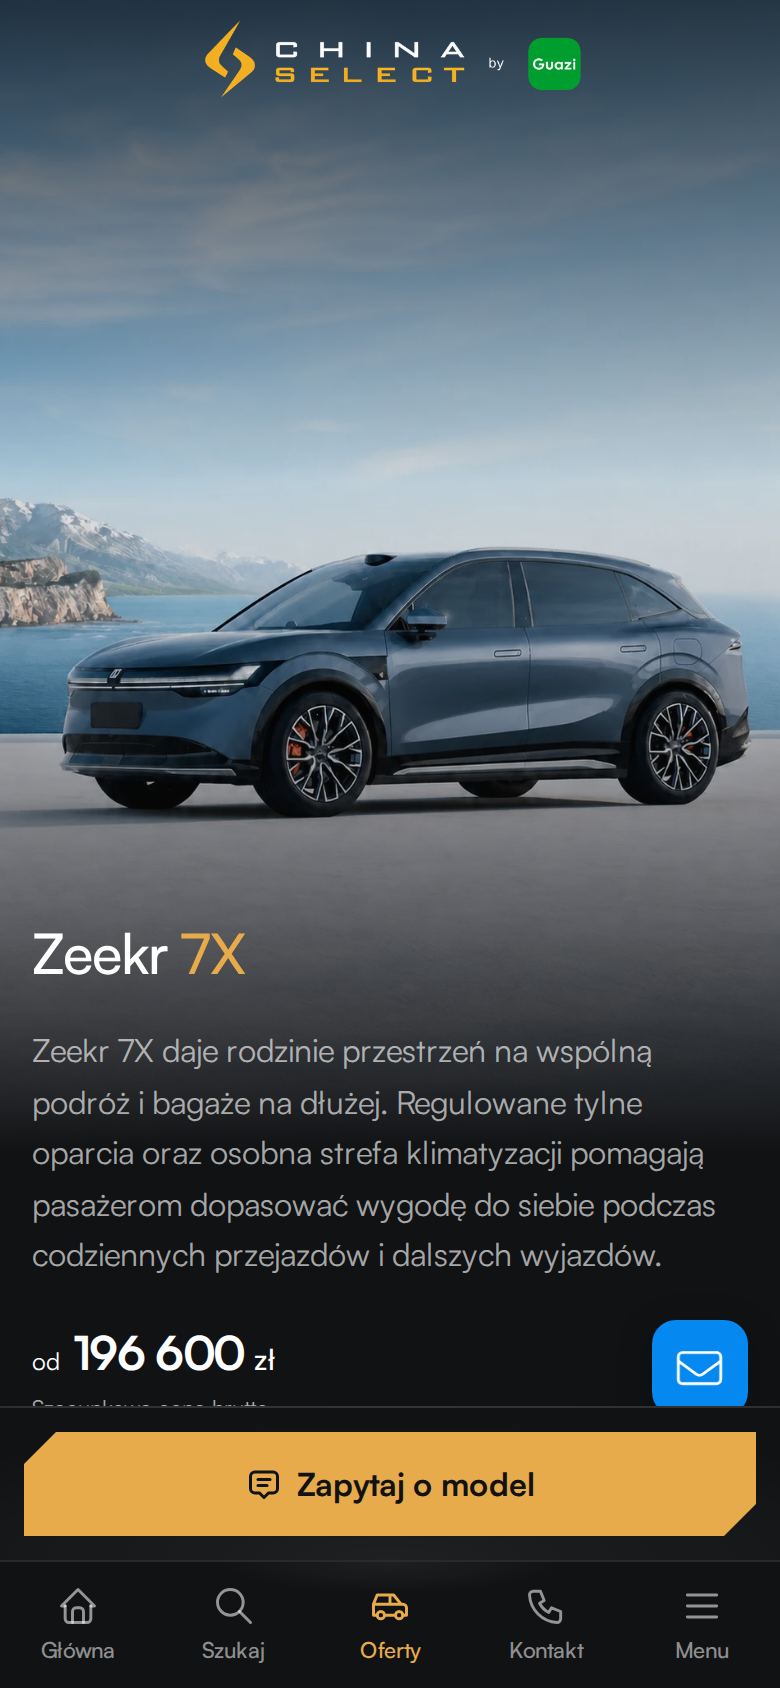 CHINA
SELECT
by
Guazi
Zeekr 7X
Zeekr 7X daje rodzinie przestrzeń na wspólną
podróż i bagaże na dłużej. Regulowane tylne
oparcia oraz osobna strefa klimatyzacji pomagają
pasażerom dopasować wygodę do siebie podczas
codziennych przejazdów i dalszych wyjazdów.
od 196 600 zł
Zapytaj o model
Główna
Szukaj
Oferty
Kontakt
Menu